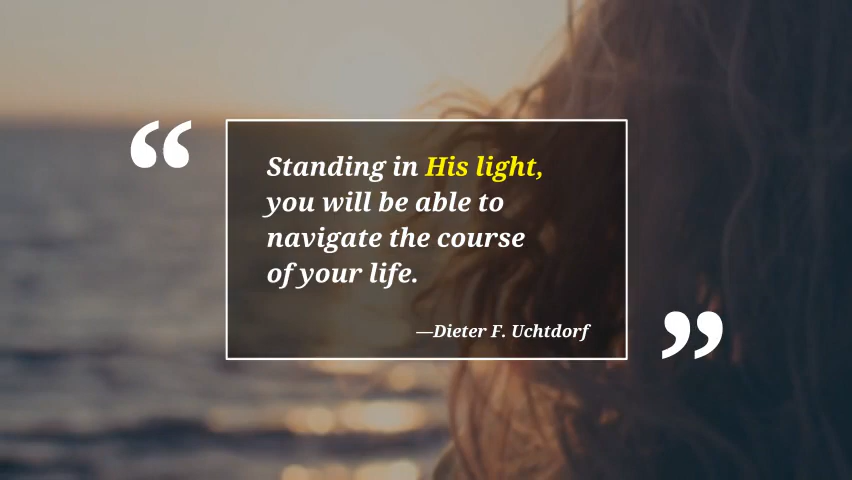 “
Standing in His light,
you will be able to
navigate the course
of your life.
—Dieter F. Uchtdorf
”